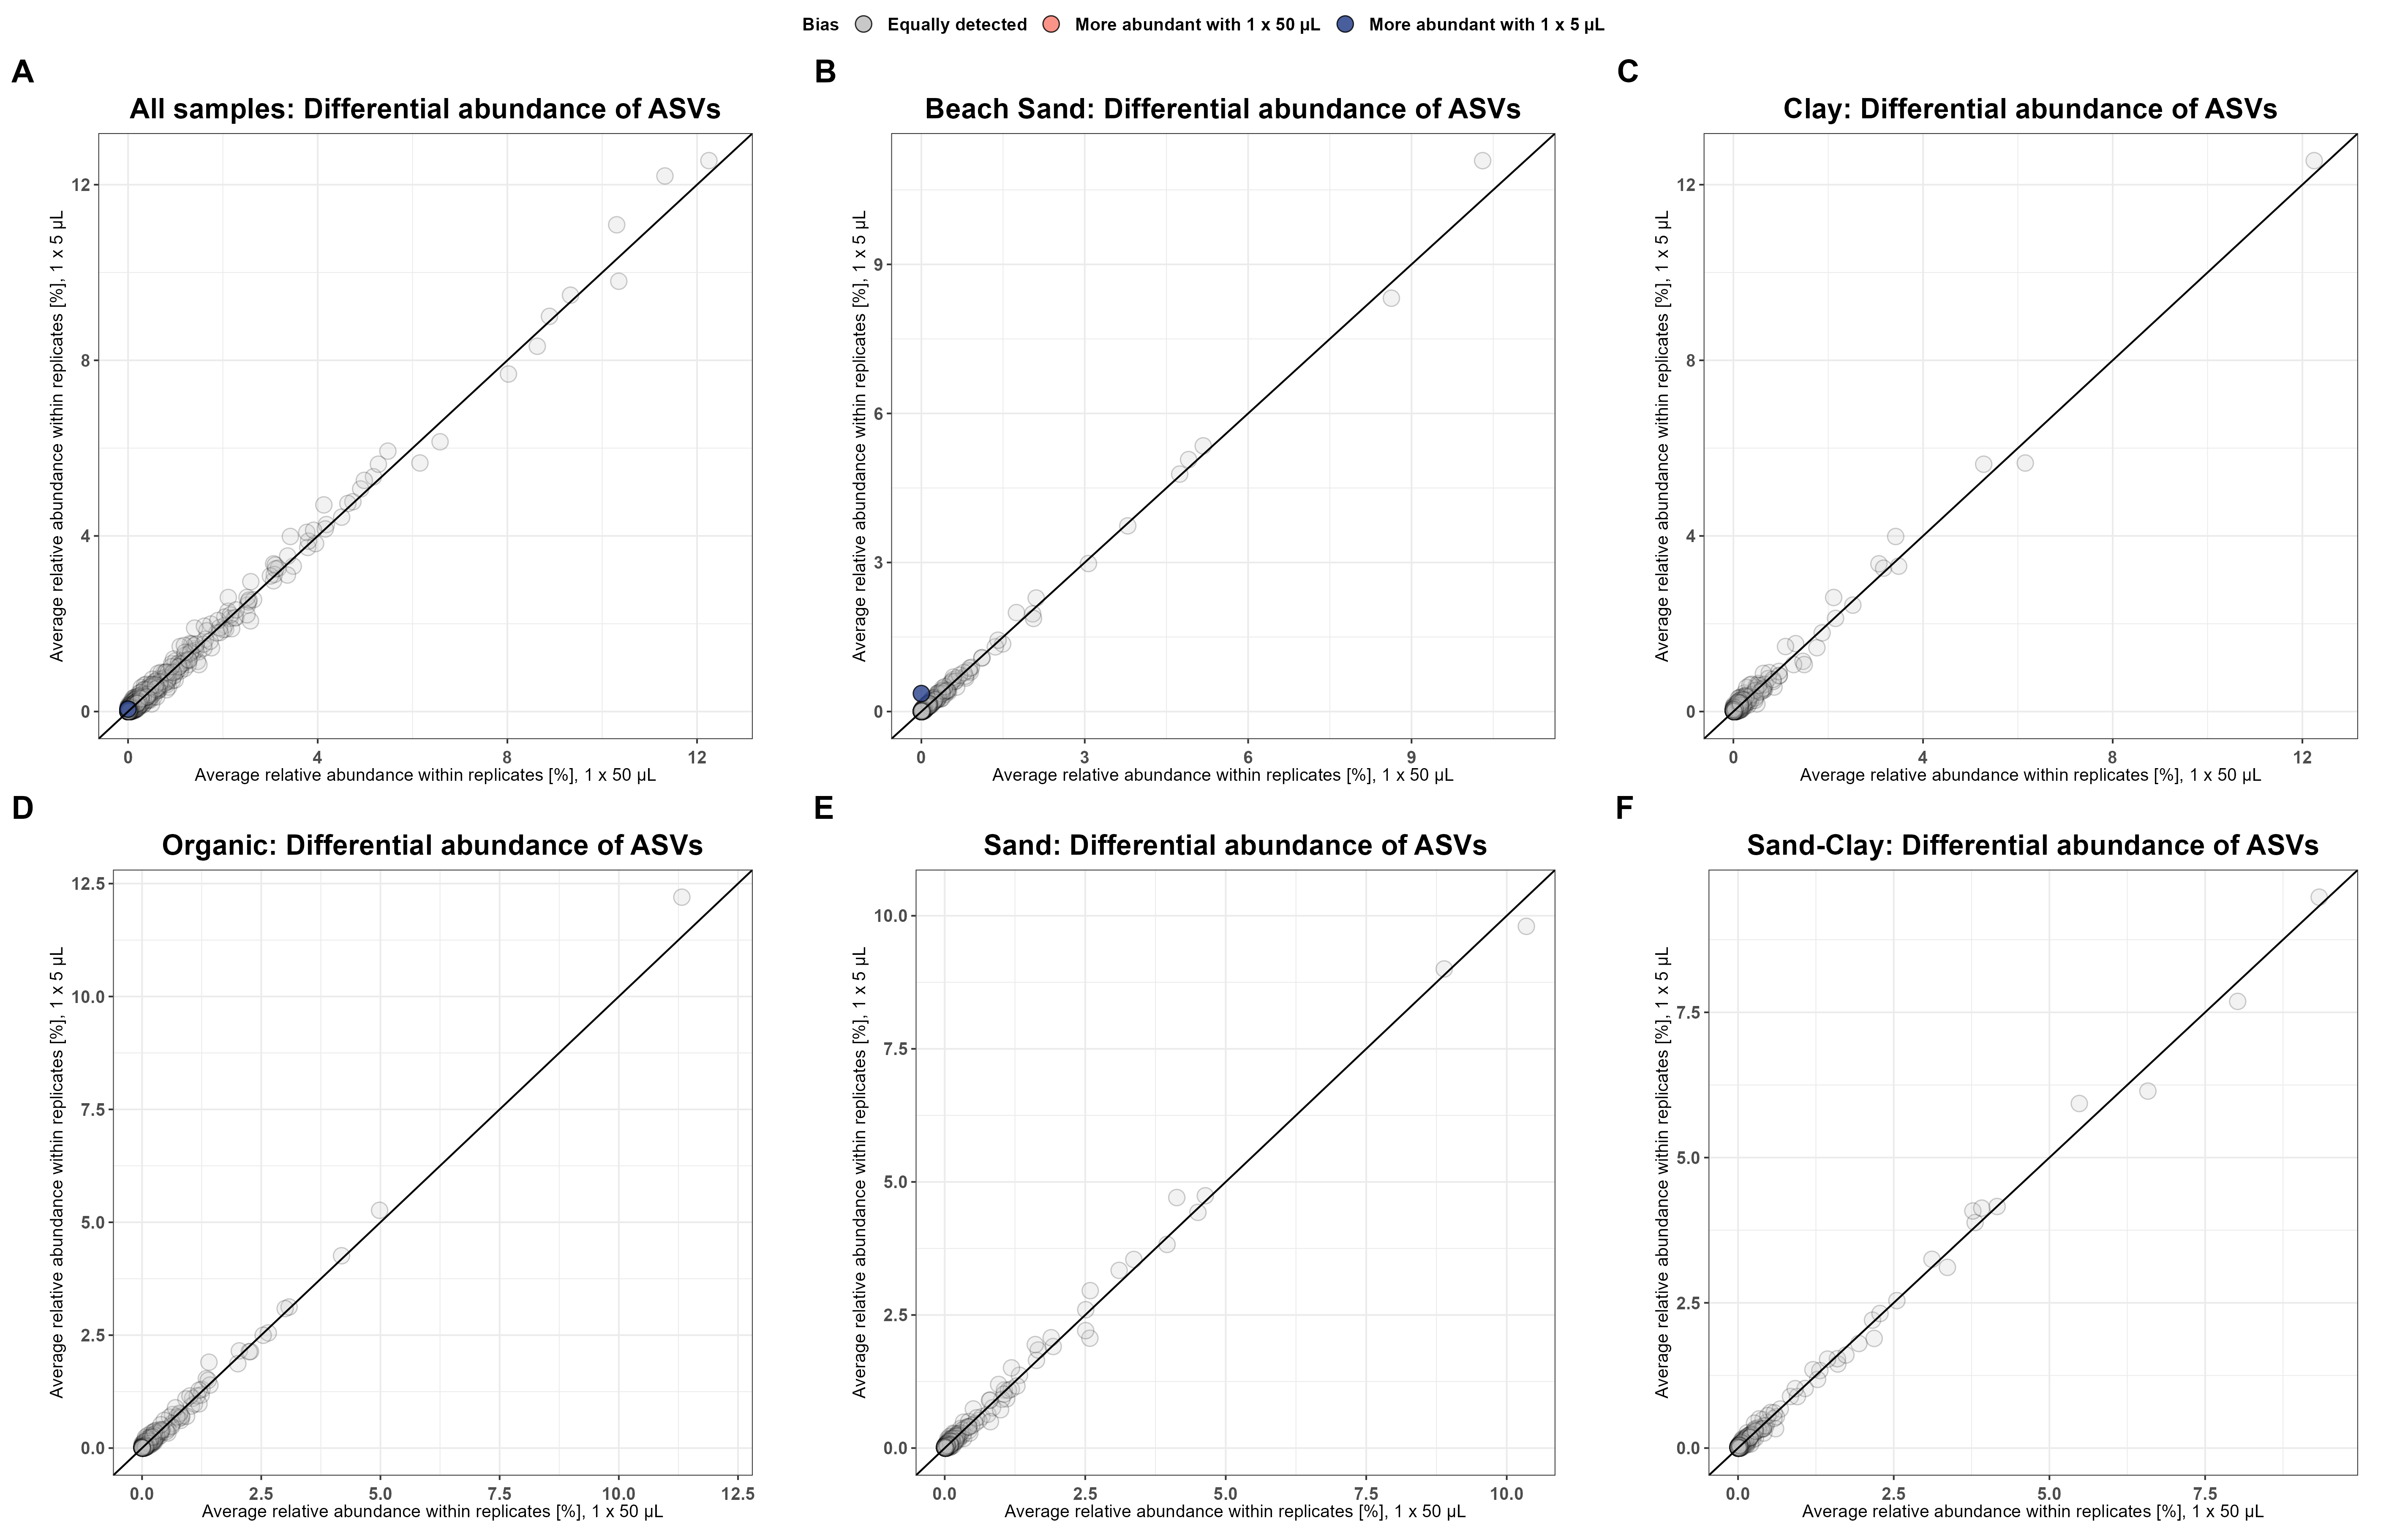 Bias Equally detected More abundant with 1 x 50 µL More abundant with 1 x 5 µL
A
All samples: Differential abundance of ASVs
Average relative abundance within replicates [%], 1 x 5 µL
12
8
4
0
0 4 8 12
Average relative abundance within replicates [%], 1 x 50 µL
B
Beach Sand: Differential abundance of ASVs
Average relative abundance within replicates [%], 1 x 5 µL
9
6
3
0
0 3 6 9
Average relative abundance within replicates [%], 1 x 50 µL
C
Clay: Differential abundance of ASVs
Average relative abundance within replicates [%], 1 x 5 µL
12
8
4
0
0 4 8 12
Average relative abundance within replicates [%], 1 x 50 µL
D
Organic: Differential abundance of ASVs
Average relative abundance within replicates [%], 1 x 5 µL
12.5
10.0
7.5
5.0
2.5
0.0
0.0 2.5 5.0 7.5 10.0 12.5
Average relative abundance within replicates [%], 1 x 50 µL
E
Sand: Differential abundance of ASVs
Average relative abundance within replicates [%], 1 x 5 µL
10.0
7.5
5.0
2.5
0.0
0.0 2.5 5.0 7.5 10.0
Average relative abundance within replicates [%], 1 x 50 µL
F
Sand-Clay: Differential abundance of ASVs
Average relative abundance within replicates [%], 1 x 5 µL
7.5
5.0
2.5
0.0
0.0 2.5 5.0 7.5
Average relative abundance within replicates [%], 1 x 50 µL